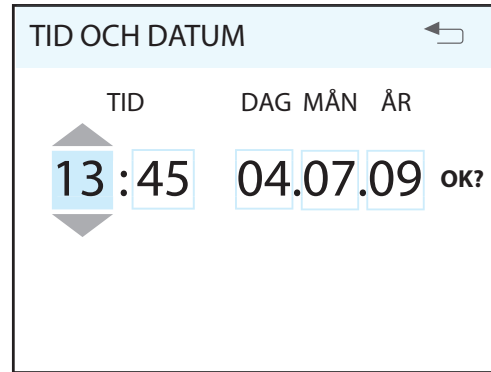 TID OCH DATUM
TID DAG MÅN ÅR
13 : 45 04.07.09 OK?